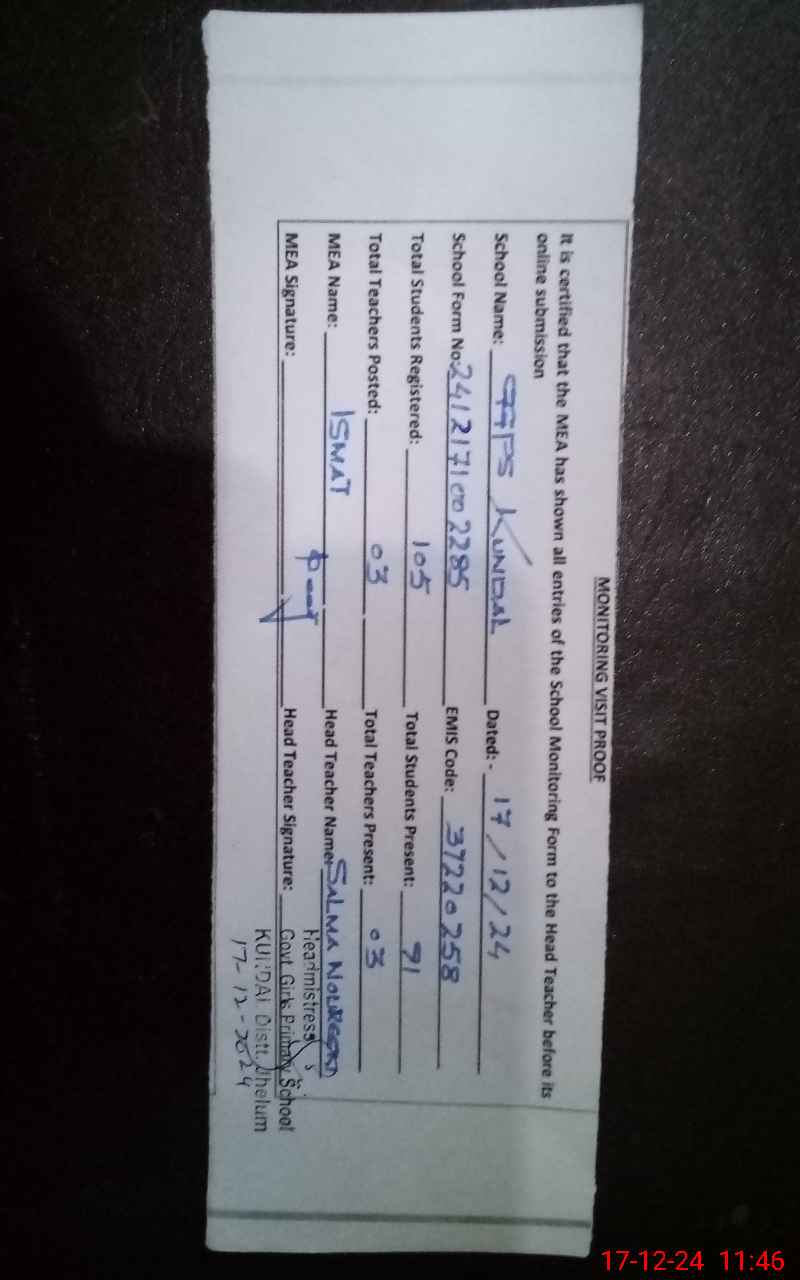 MONITORING VISIT PROOF
It is certified that the MEA has shown all entries of the School Monitoring Form to the Head Teacher before its
online submission
School Name: GGPS KUNDAL Dated: - 17/12/24
School Form No: 2412171002285 EMIS Code: 37220258
Total Students Registered: 105 Total Students Present: 91
Total Teachers Posted: 03 Total Teachers Present: 03
MEA Name: ISMAT Head Teacher Name: SALMA
MEA Signature: Head Teacher Signature:
Headmistress
Govt. Girls Primary School
KUNDAL Distt. Jhelum
17-12-2024
17-12-24 11:46